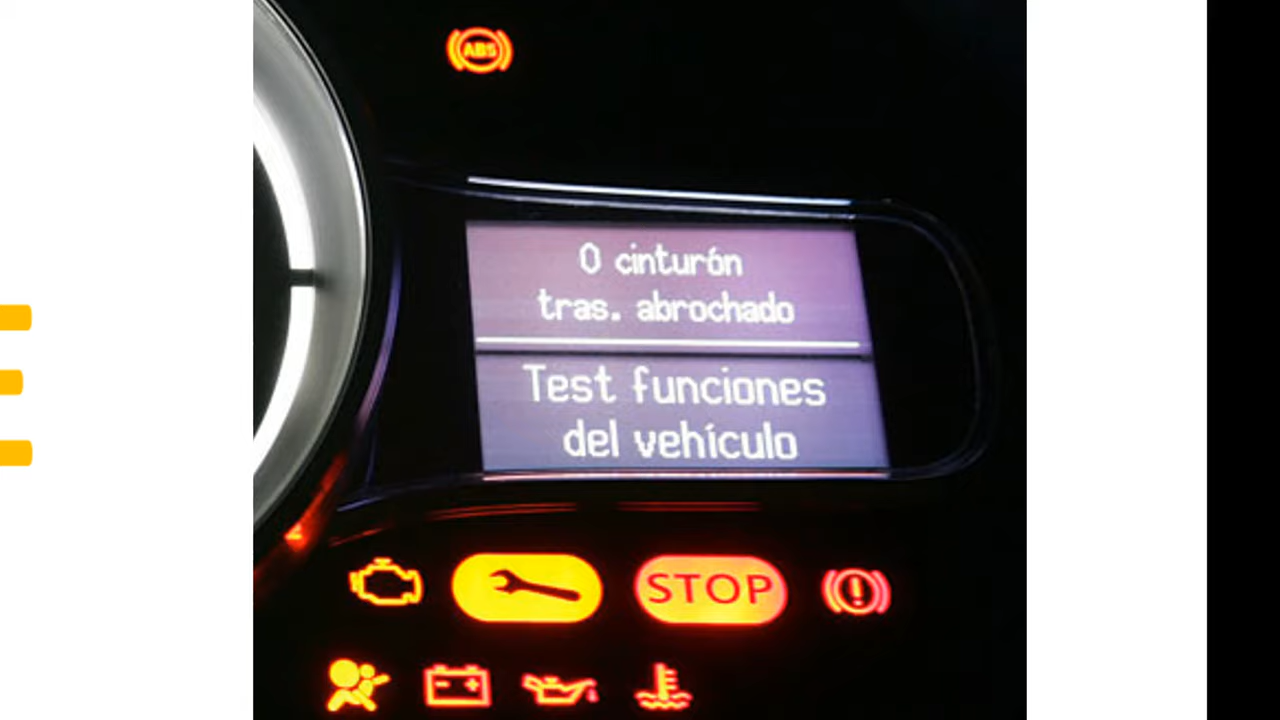 ABS
0 cinturón
tras. abrochado
Test funciones
del vehículo
STOP